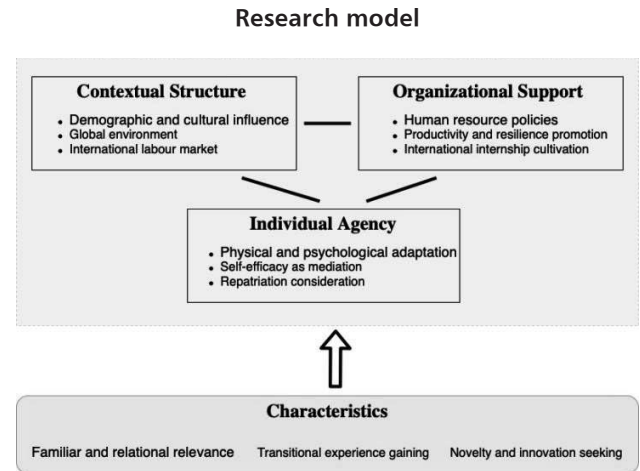 Research model
Contextual Structure
• Demographic and cultural influence
• Global environment
• International labour market
Organizational Support
• Human resource policies
• Productivity and resilience promotion
• International internship cultivation
Individual Agency
• Physical and psychological adaptation
• Self-efficacy as mediation
• Repatriation consideration
Characteristics
Familiar and relational relevance Transitional experience gaining Novelty and innovation seeking